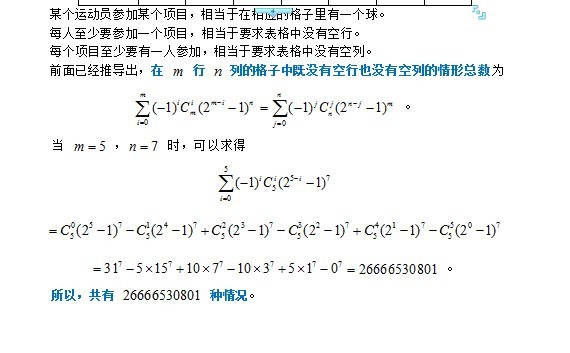 某个运动员参加某个项目，相当于在相应的格子里有一个球。
每人至少要参加一个项目，相当于要求表格中没有空行。
每个项目至少要有一人参加，相当于要求表格中没有空列。
前面已经推导出，在 m 行 n 列的格子中既没有空行也没有空列的情形总数为
\sum_{i=0}^{m}(-1)^i C_m^i (2^{m-i}-1)^n = \sum_{j=0}^{n}(-1)^j C_n^j (2^{n-j}-1)^m 。
当 m=5 ，n=7 时，可以求得
\sum_{i=0}^{5}(-1)^i C_5^i (2^{5-i}-1)^7
=C_5^0(2^5-1)^7-C_5^1(2^4-1)^7+C_5^2(2^3-1)^7-C_5^3(2^2-1)^7+C_5^4(2^1-1)^7-C_5^5(2^0-1)^7
=31^7-5×15^7+10×7^7-10×3^7+5×1^7-0^7=26666530801 。
所以，共有 26666530801 种情况。